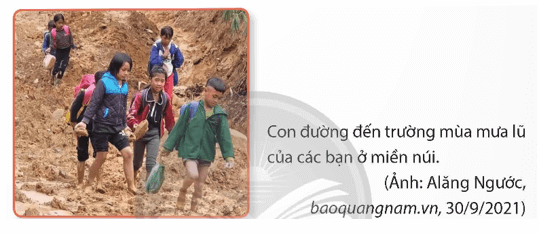 Con đường đến trường mùa mưa lũ
của các bạn ở miền núi.
(Ảnh: Alăng Ngước,
baoquangnam.vn, 30/9/2021)